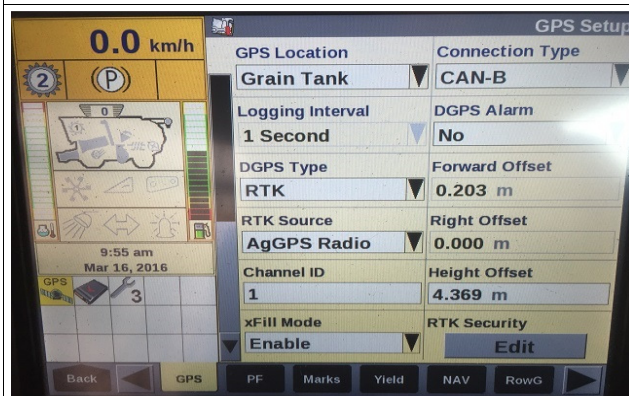 GPS Setup
0.0 km/h
2
(P)
0
9:55 am
Mar 16, 2016
GPS
3
GPS Location
Grain Tank
Connection Type
CAN-B
Logging Interval
1 Second
DGPS Alarm
No
DGPS Type
RTK
Forward Offset
0.203 m
RTK Source
AgGPS Radio
Right Offset
0.000 m
Channel ID
1
Height Offset
4.369 m
xFill Mode
Enable
RTK Security
Edit
Back
GPS
PF
Marks
Yield
NAV
RowG